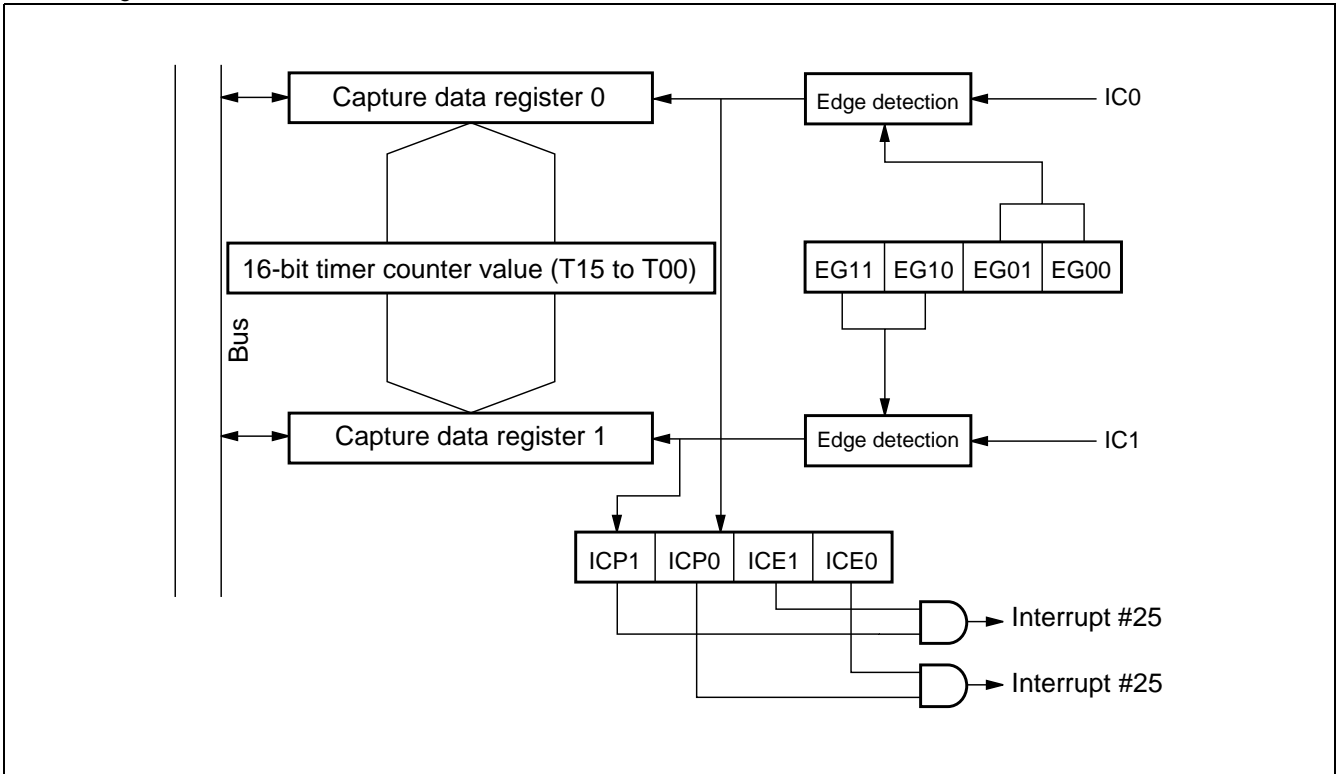 Capture data register 0
Edge detection
IC0
16-bit timer counter value (T15 to T00)
EG11 EG10 EG01 EG00
Bus
Capture data register 1
Edge detection
IC1
ICP1 ICP0 ICE1 ICE0
Interrupt #25
Interrupt #25